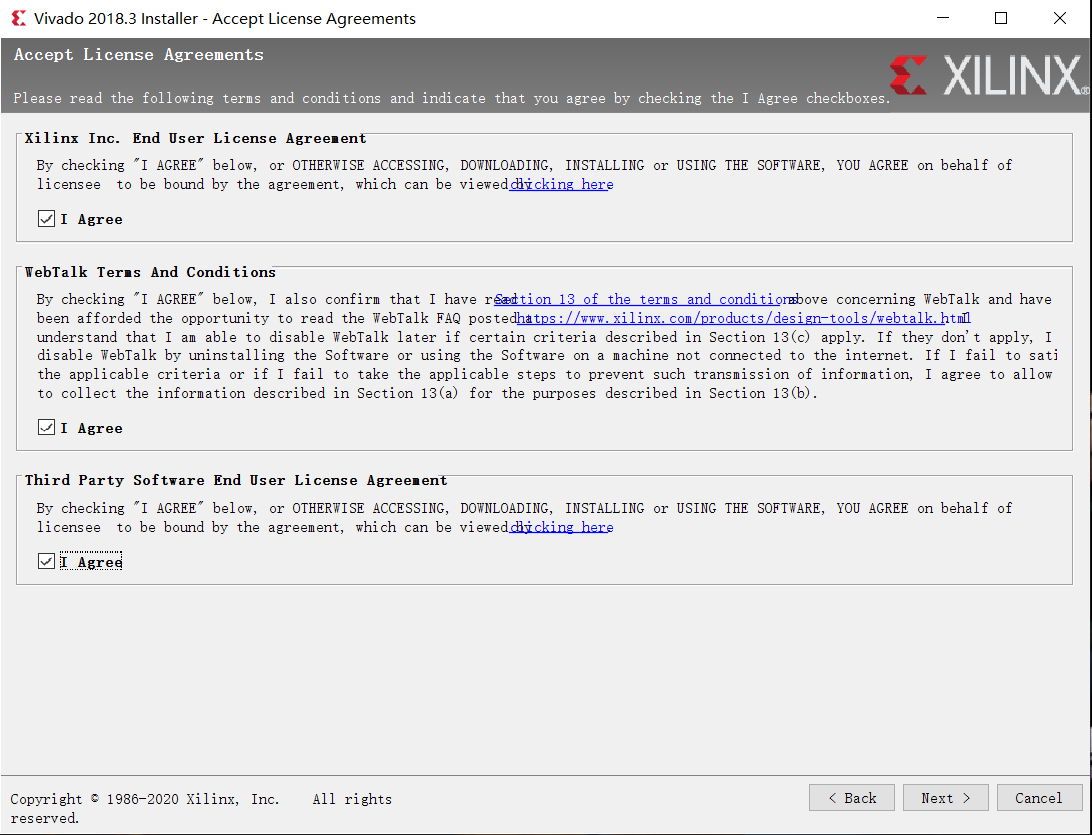 Vivado 2018.3 Installer - Accept License Agreements
Accept License Agreements
Please read the following terms and conditions and indicate that you agree by checking the I Agree checkboxes.
XILINX®
Xilinx Inc. End User License Agreement
By checking "I AGREE" below, or OTHERWISE ACCESSING, DOWNLOADING, INSTALLING or USING THE SOFTWARE, YOU AGREE on behalf of
licensee to be bound by the agreement, which can be viewed by clicking here
I Agree
WebTalk Terms And Conditions
By checking "I AGREE" below, I also confirm that I have read Section 13 of the terms and conditions above concerning WebTalk and have
been afforded the opportunity to read the WebTalk FAQ posted at https://www.xilinx.com/products/design-tools/webtalk.html. I
understand that I am able to disable WebTalk later if certain criteria described in Section 13(c) apply. If they don't apply, I
disable WebTalk by uninstalling the Software or using the Software on a machine not connected to the internet. If I fail to sati
the applicable criteria or if I fail to take the applicable steps to prevent such transmission of information, I agree to allow
to collect the information described in Section 13(a) for the purposes described in Section 13(b).
I Agree
Third Party Software End User License Agreement
By checking "I AGREE" below, or OTHERWISE ACCESSING, DOWNLOADING, INSTALLING or USING THE SOFTWARE, YOU AGREE on behalf of
licensee to be bound by the agreement, which can be viewed by clicking here
I Agree
Copyright © 1986-2020 Xilinx, Inc. All rights
reserved.
< Back
Next >
Cancel